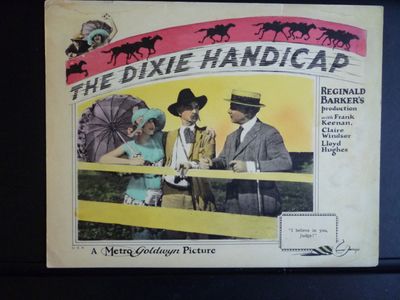 THE DIXIE HANDICAP
REGINALD
BARKER'S
production
with Frank
Keenan,
Claire
Windsor
Lloyd
Hughes
"I believe in you,
Judge!"
A Metro Goldwyn Picture